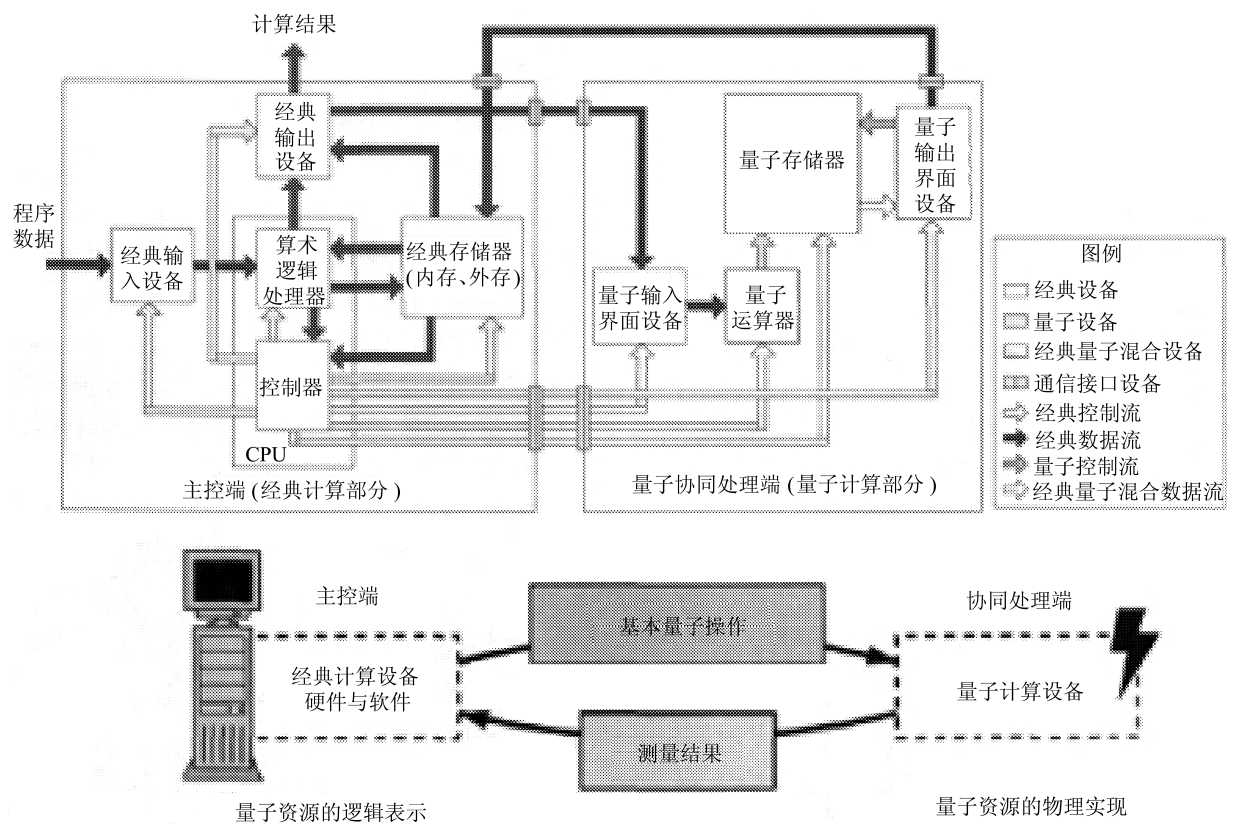 计算结果
经典
输出
设备
程序
数据
经典输
入设备
算术
逻辑
处理器
经典存储器
(内存、外存)
控制器
CPU
主控端(经典计算部分)
量子存储器
量子
输出
界面
设备
量子输入
界面设备
量子
运算器
量子协同处理端(量子计算部分)
图例
经典设备
量子设备
经典量子混合设备
通信接口设备
经典控制流
经典数据流
量子控制流
经典量子混合数据流
主控端
经典计算设备
硬件与软件
量子资源的逻辑表示
基本量子操作
测量结果
协同处理端
量子计算设备
量子资源的物理实现